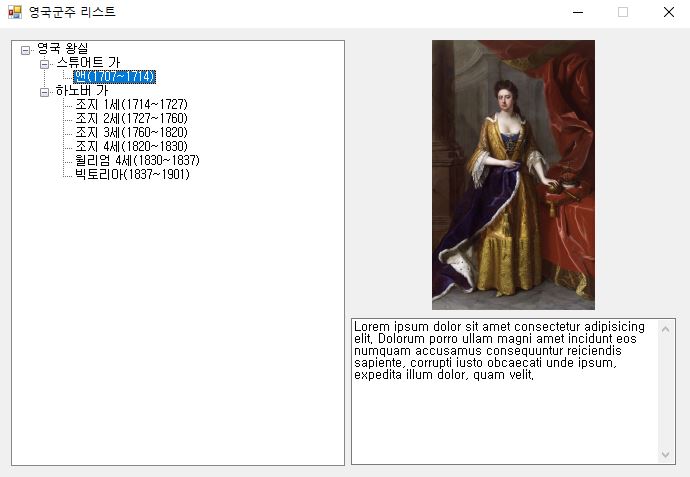 영국군주 리스트
영국 왕실
스튜어트 가
앤(1707~1714)
하노버 가
조지 1세(1714~1727)
조지 2세(1727~1760)
조지 3세(1760~1820)
조지 4세(1820~1830)
윌리엄 4세(1830~1837)
빅토리아(1837~1901)
Lorem ipsum dolor sit amet consectetur adipisicing
elit. Dolorum porro ullam magni amet incidunt eos
numquam accusamus consequuntur reiciendis
sapiente, corrupti iusto obcaecati unde ipsum,
expedita illum dolor, quam velit.